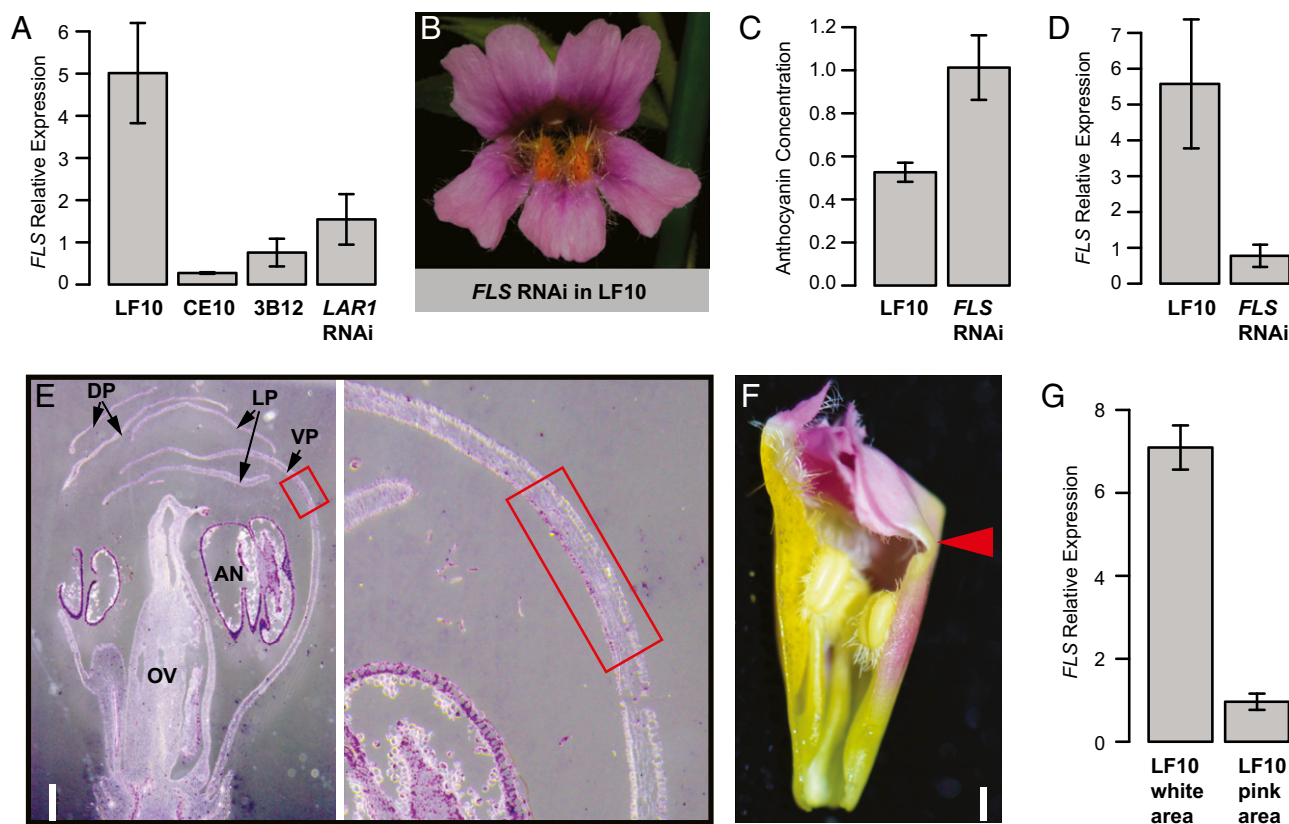 A
FLS Relative Expression
6
5
4
3
2
1
0
LF10
CE10
3B12
LAR1
RNAi
B
FLS RNAi in LF10
C
Anthocyanin Concentration
1.2
1.0
0.8
0.6
0.4
0.2
0.0
LF10
FLS
RNAi
D
FLS Relative Expression
7
6
5
4
3
2
1
0
LF10
FLS
RNAi
E
DP
LP
VP
AN
OV
F
G
FLS Relative Expression
8
6
4
2
0
LF10
white
area
LF10
pink
area